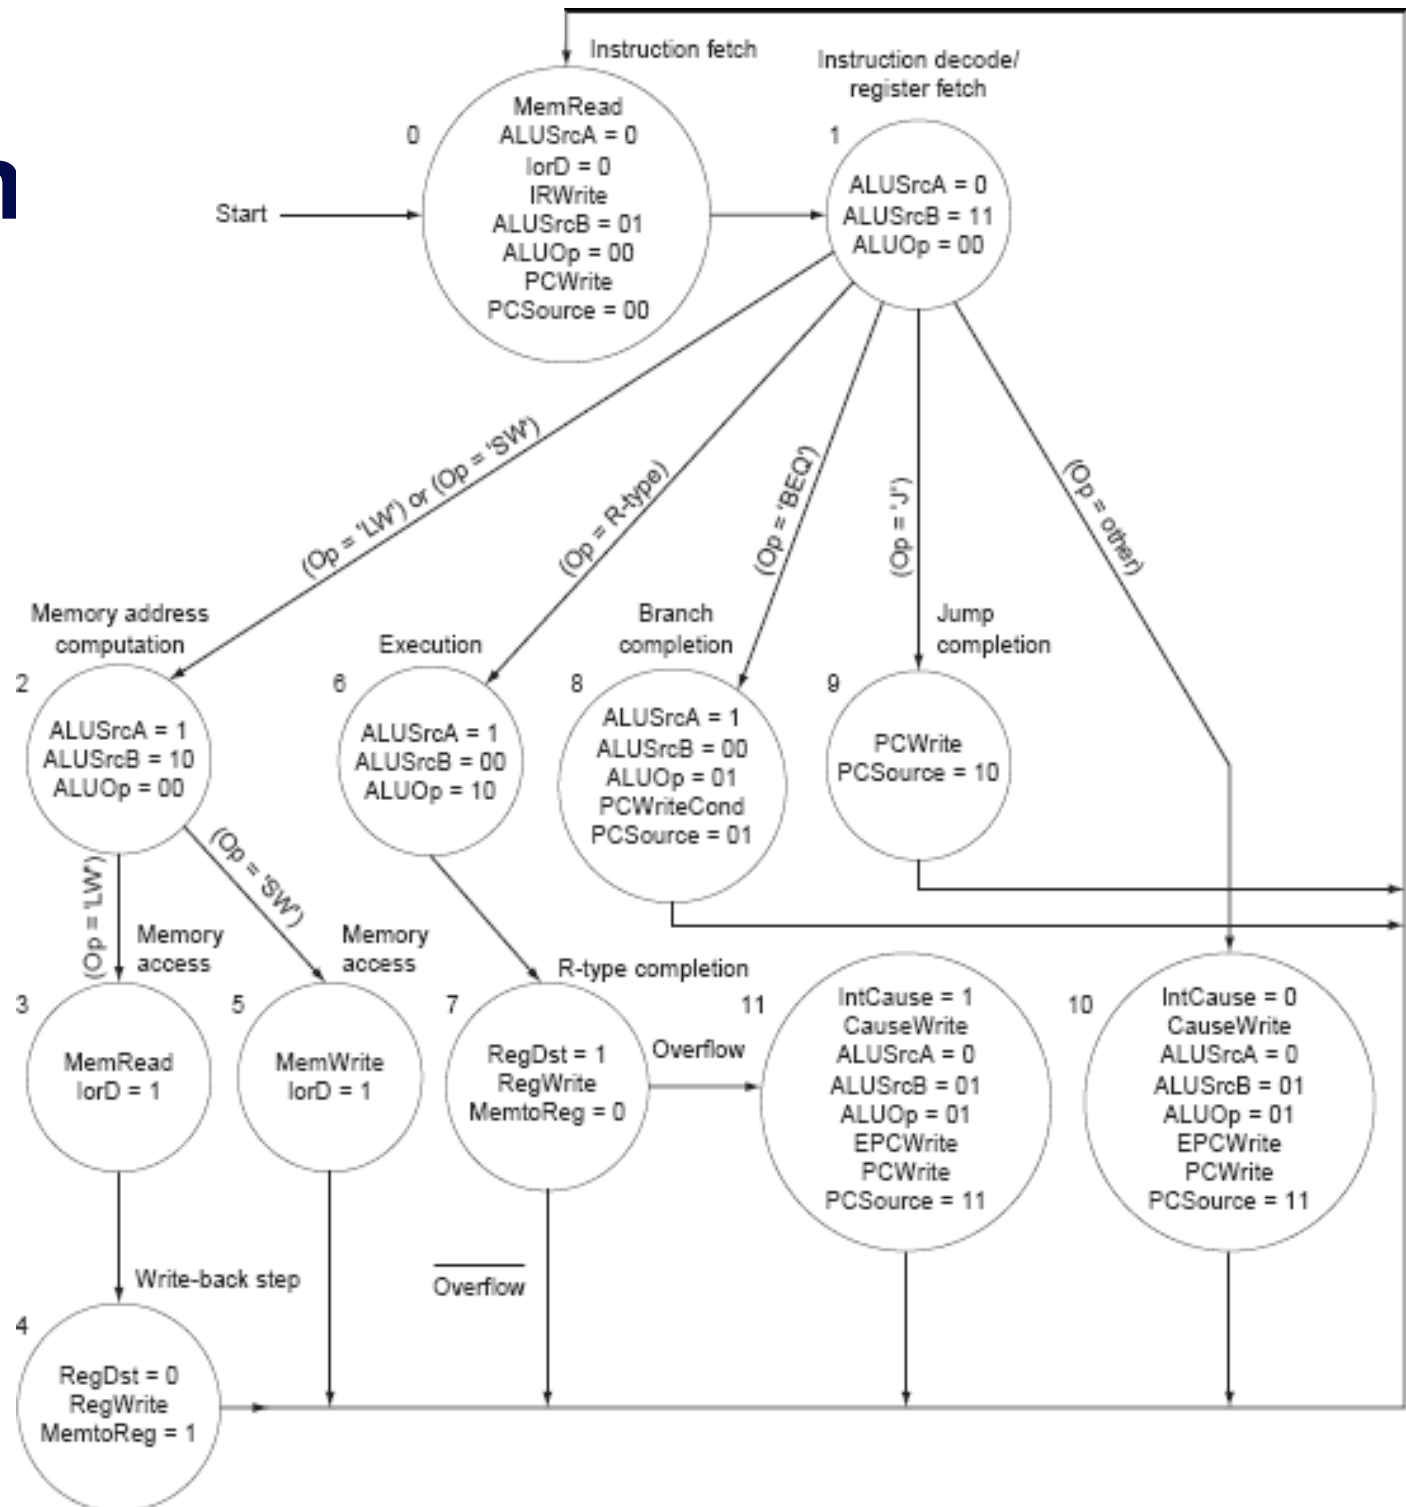 n
Instruction fetch
Instruction decode/
register fetch
0
MemRead
ALUSrcA = 0
IorD = 0
IRWrite
ALUSrcB = 01
ALUOp = 00
PCWrite
PCSource = 00
Start
1
ALUSrcA = 0
ALUSrcB = 11
ALUOp = 00
(Op = 'LW') or (Op = 'SW')
(Op = R-type)
(Op = 'BEQ')
(Op = 'J')
(Op = other)
Memory address
computation
2
ALUSrcA = 1
ALUSrcB = 10
ALUOp = 00
Execution
6
ALUSrcA = 1
ALUSrcB = 00
ALUOp = 10
Branch
completion
8
ALUSrcA = 1
ALUSrcB = 00
ALUOp = 01
PCWriteCond
PCSource = 01
Jump
completion
9
PCWrite
PCSource = 10
(Op = 'LW')
(Op = 'SW')
Memory
access
3
MemRead
IorD = 1
Memory
access
5
MemWrite
IorD = 1
R-type completion
7
RegDst = 1
RegWrite
MemtoReg = 0
Overflow
11
IntCause = 1
CauseWrite
ALUSrcA = 0
ALUSrcB = 01
ALUOp = 01
EPCWrite
PCWrite
PCSource = 11
10
IntCause = 0
CauseWrite
ALUSrcA = 0
ALUSrcB = 01
ALUOp = 01
EPCWrite
PCWrite
PCSource = 11
Write-back step
Overflow
4
RegDst = 0
RegWrite
MemtoReg = 1